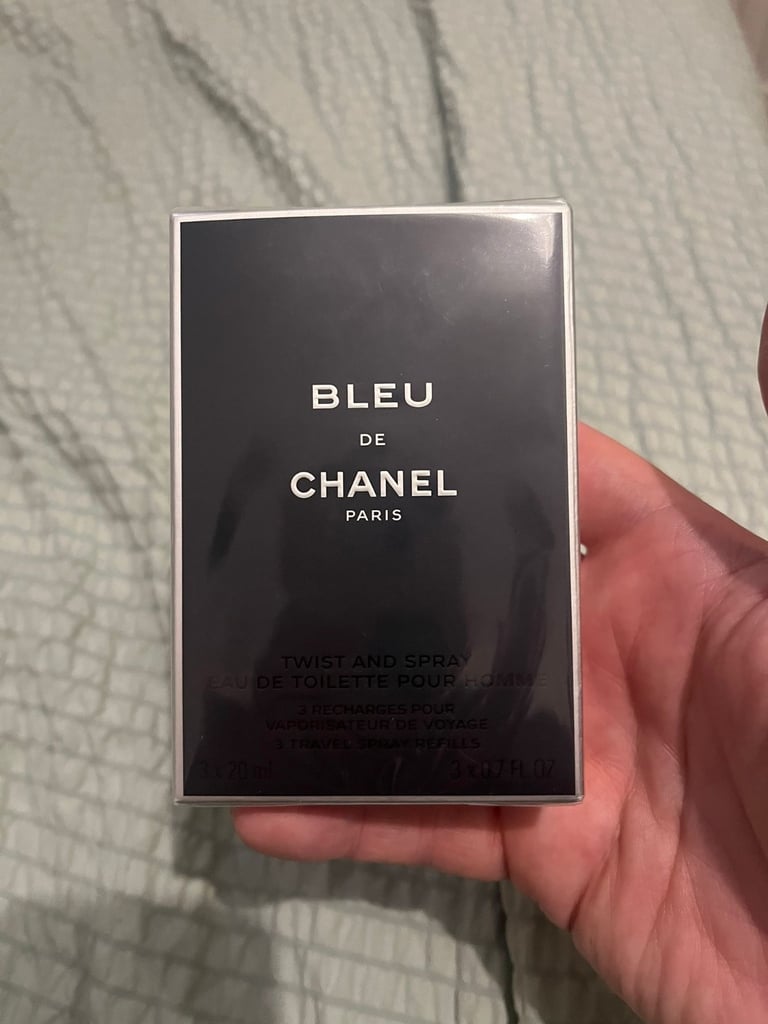 BLEU
DE
CHANEL
PARIS
TWIST AND SPRAY
EAU DE TOILETTE POUR HOMME
3 RECHARGES POUR
VAPORISATEUR DE VOYAGE
3 TRAVEL SPRAY REFILLS
3 x 20 ml 3 x 0.7 FL. OZ